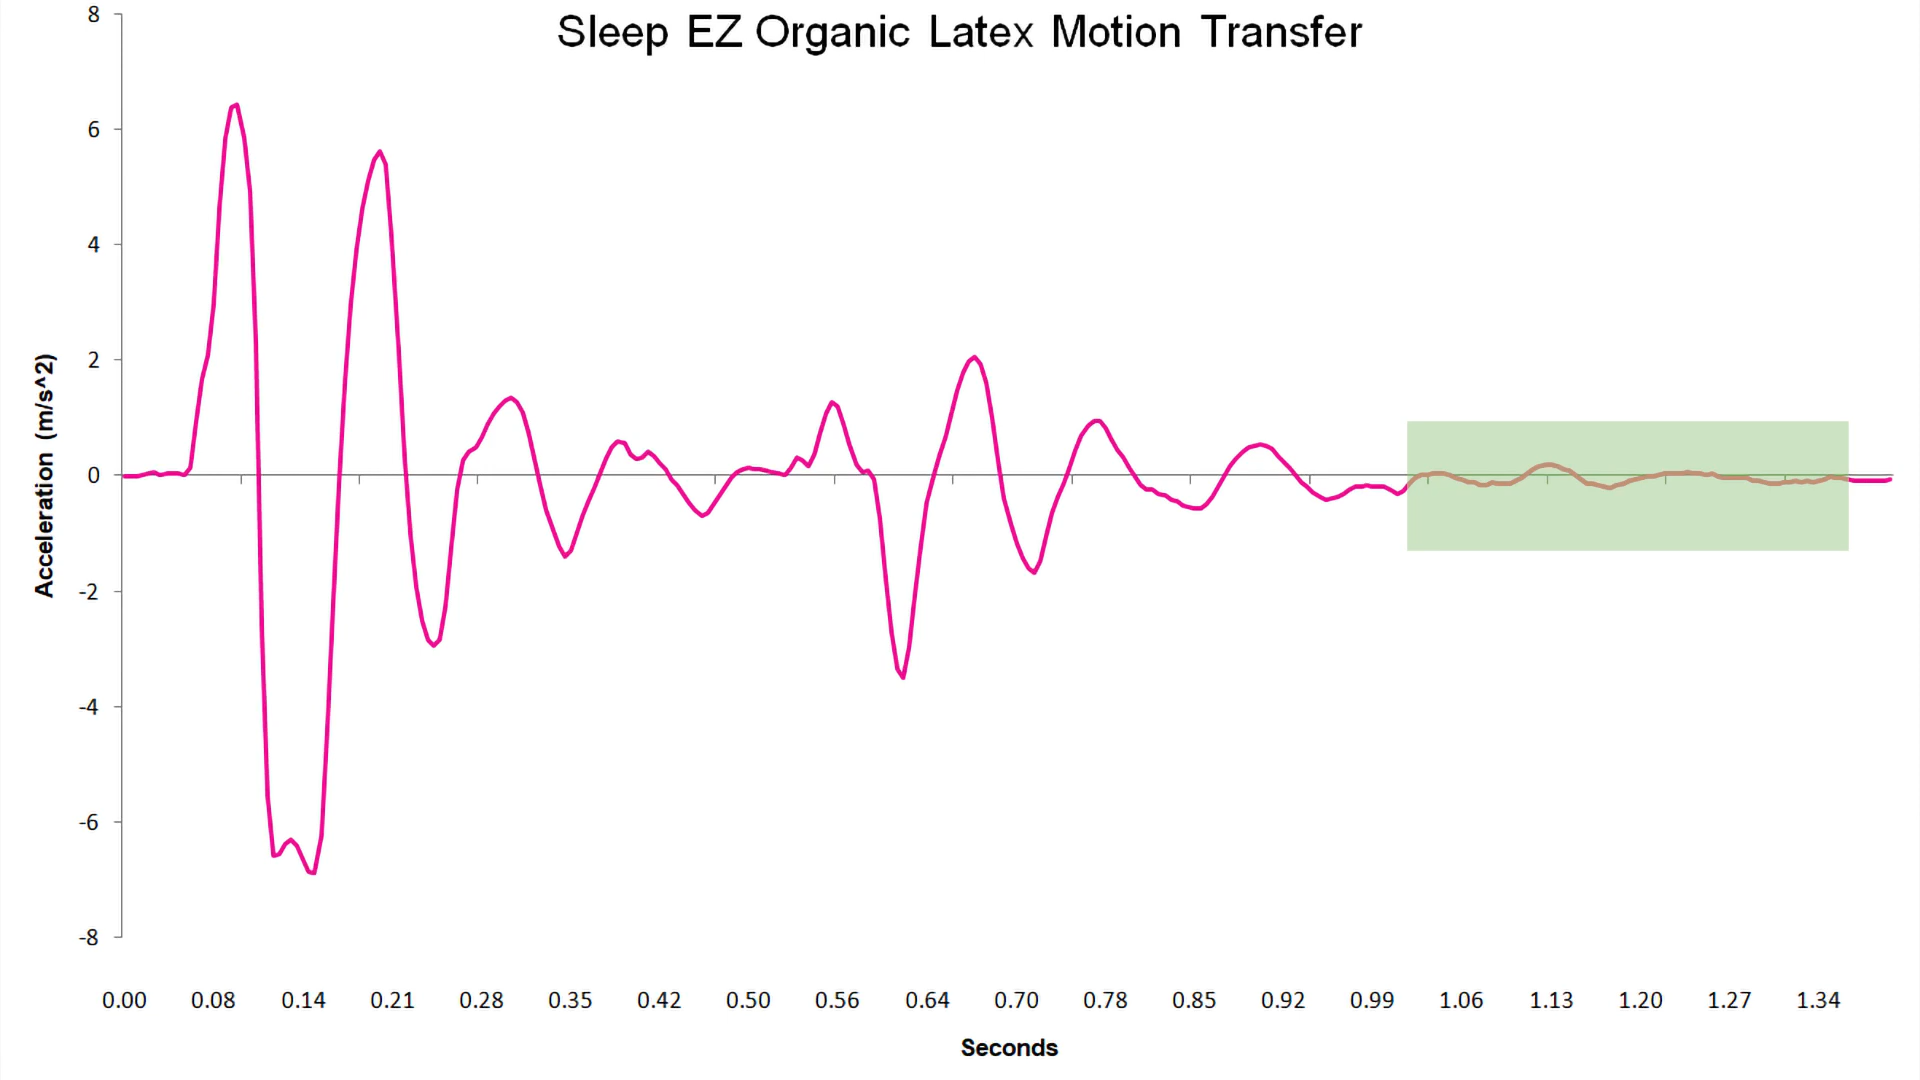 Sleep EZ Organic Latex Motion Transfer
8
6
4
2
0
-2
-4
-6
-8
Acceleration (m/s^2)
0.00 0.08 0.14 0.21 0.28 0.35 0.42 0.50 0.56 0.64 0.70 0.78 0.85 0.92 0.99 1.06 1.13 1.20 1.27 1.34
Seconds